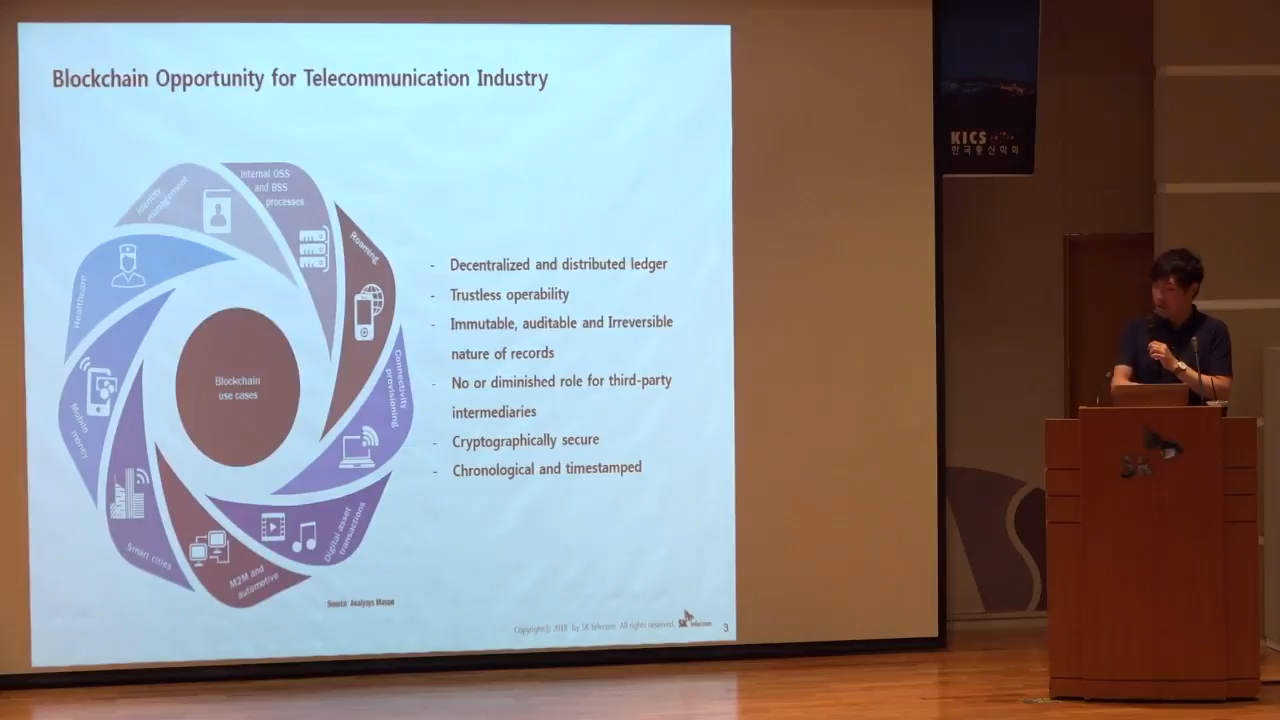 Blockchain Opportunity for Telecommunication Industry
Identity
management
Internal OSS
and BSS
processes
Roaming
Connectivity
provisioning
Digital asset
transactions
M2M and
automotive
Smart cities
Mobile
money
Healthcare
Blockchain
use cases
- Decentralized and distributed ledger
- Trustless operability
- Immutable, auditable and Irreversible
nature of records
- No or diminished role for third-party
intermediaries
- Cryptographically secure
- Chronological and timestamped
Source: Analysys Mason
Copyrightⓒ 2018 by SK telecom. All rights reserved.
SK telecom
3
KICS
한국통신학회
SK